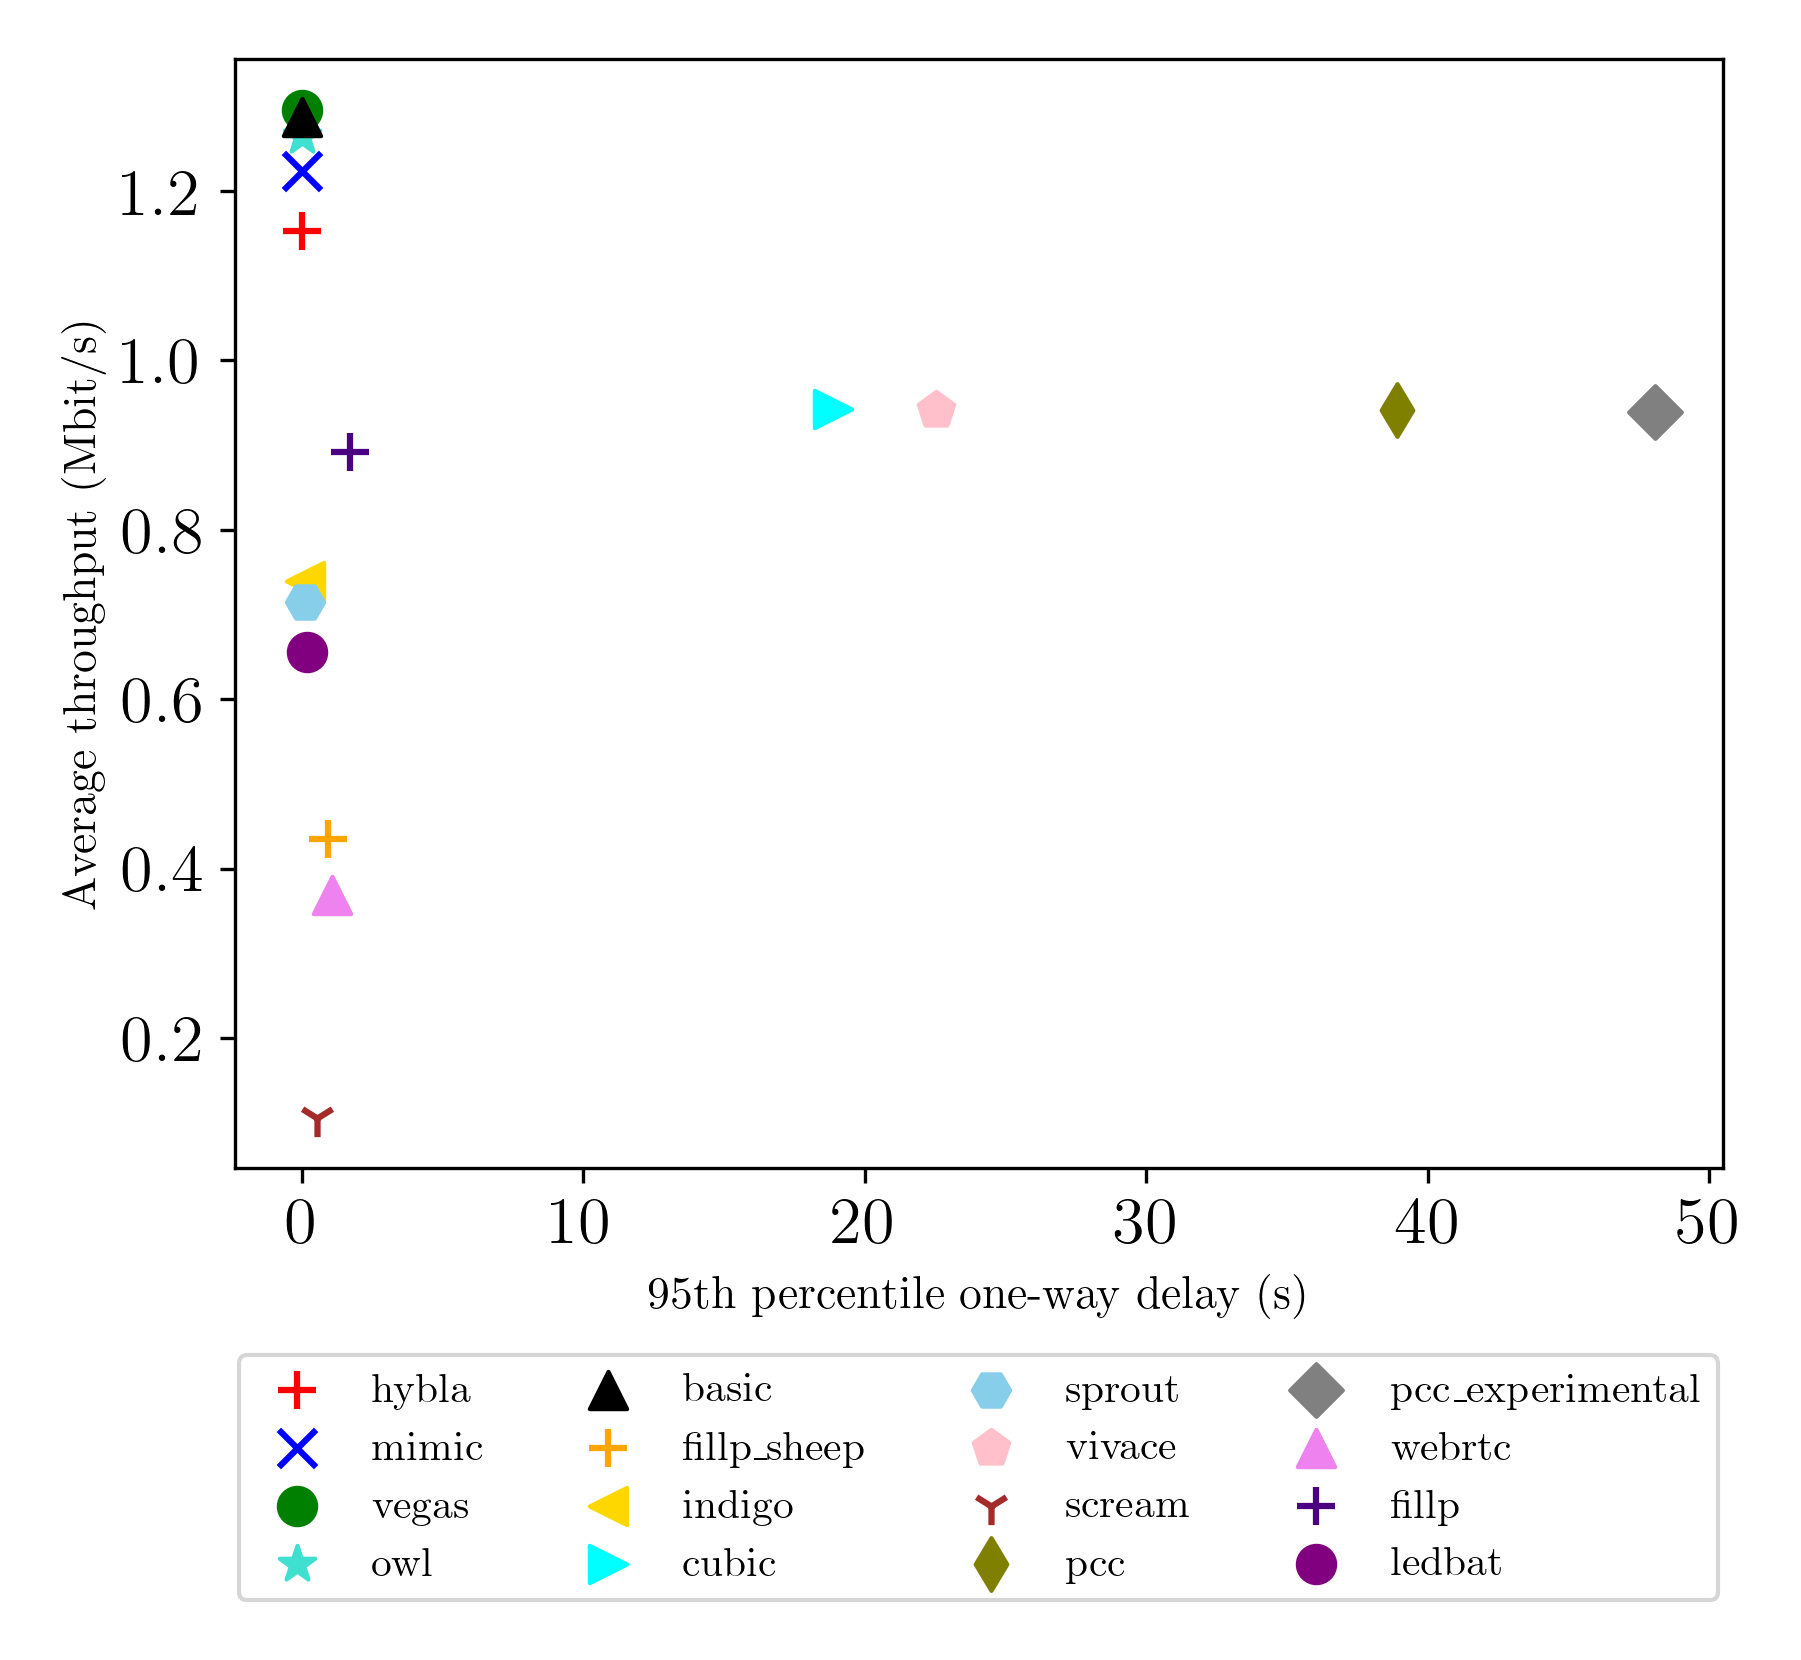 1.2
1.0
0.8
0.6
0.4
0.2
Average throughput (Mbit/s)
0 10 20 30 40 50
95th percentile one-way delay (s)
hybla basic sprout pcc_experimental
mimic fillp_sheep vivace webrtc
vegas indigo scream fillp
owl cubic pcc ledbat